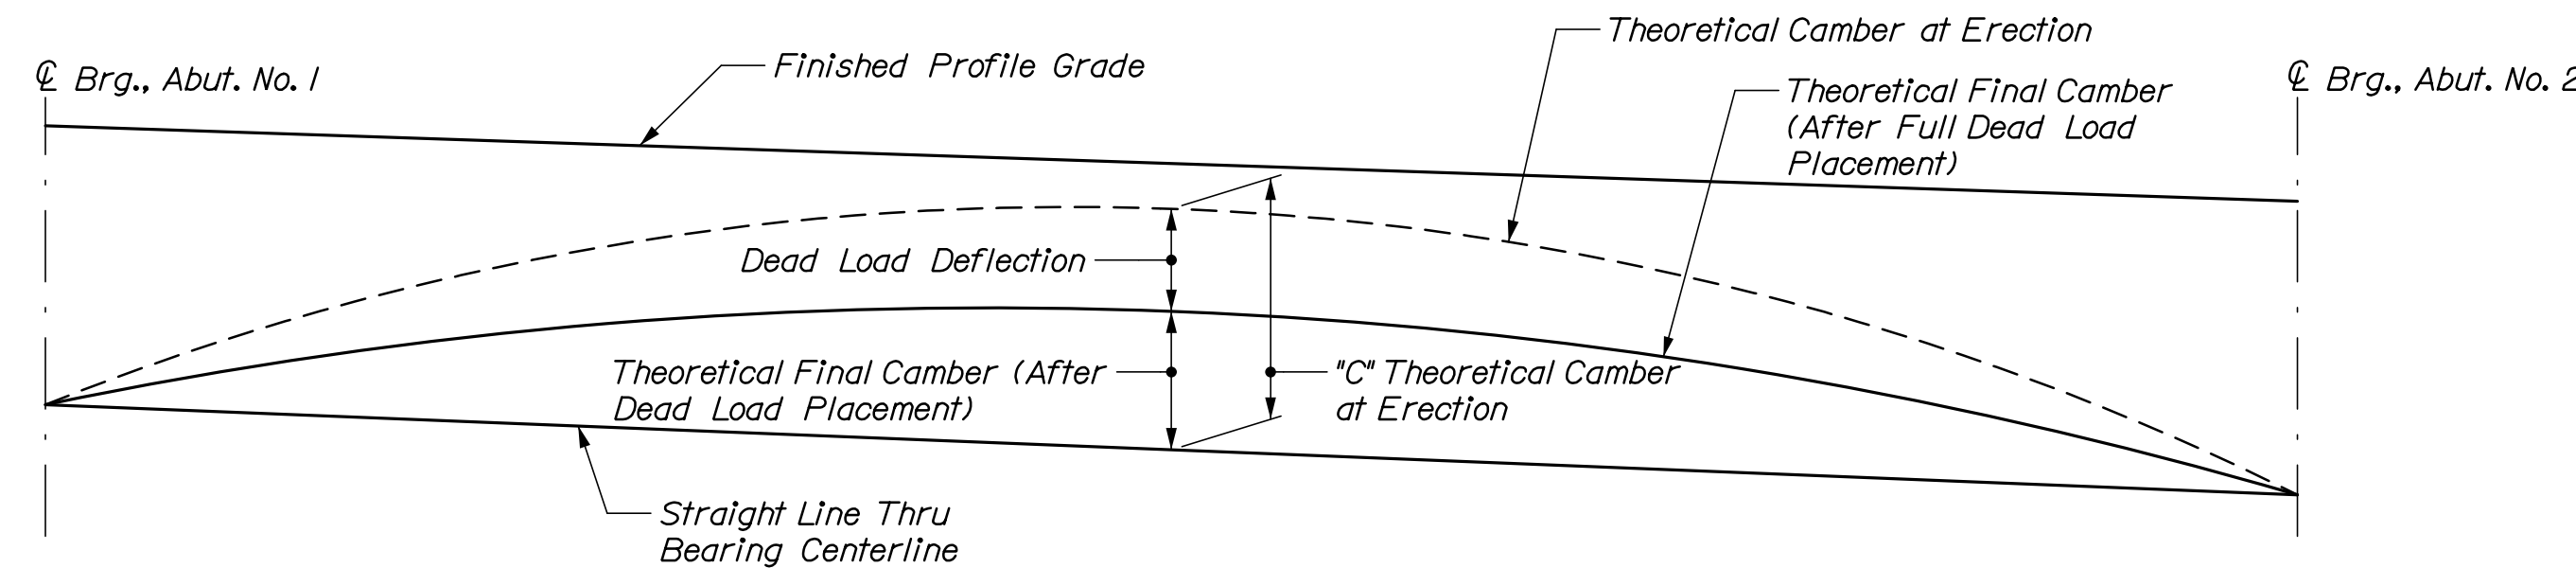 Theoretical Camber at Erection
℄ Brg., Abut. No. 1
Finished Profile Grade
℄ Brg., Abut. No. 2
Theoretical Final Camber
(After Full Dead Load
Placement)
Dead Load Deflection
Theoretical Final Camber (After
Dead Load Placement)
"C" Theoretical Camber
at Erection
Straight Line Thru
Bearing Centerline